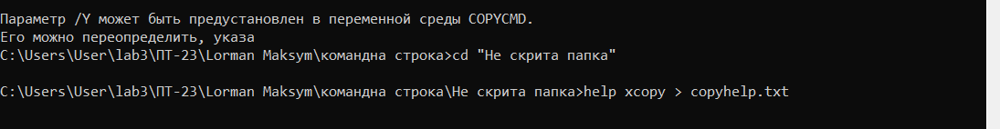 Параметр /Y может быть предустановлен в переменной среды COPYCMD.
Его можно переопределить, указа
C:\Users\User\lab3\ПТ-23\Lorman Maksym\командна строка>cd "Не скрита папка"
C:\Users\User\lab3\ПТ-23\Lorman Maksym\командна строка\Не скрита папка>help xcopy > copyhelp.txt